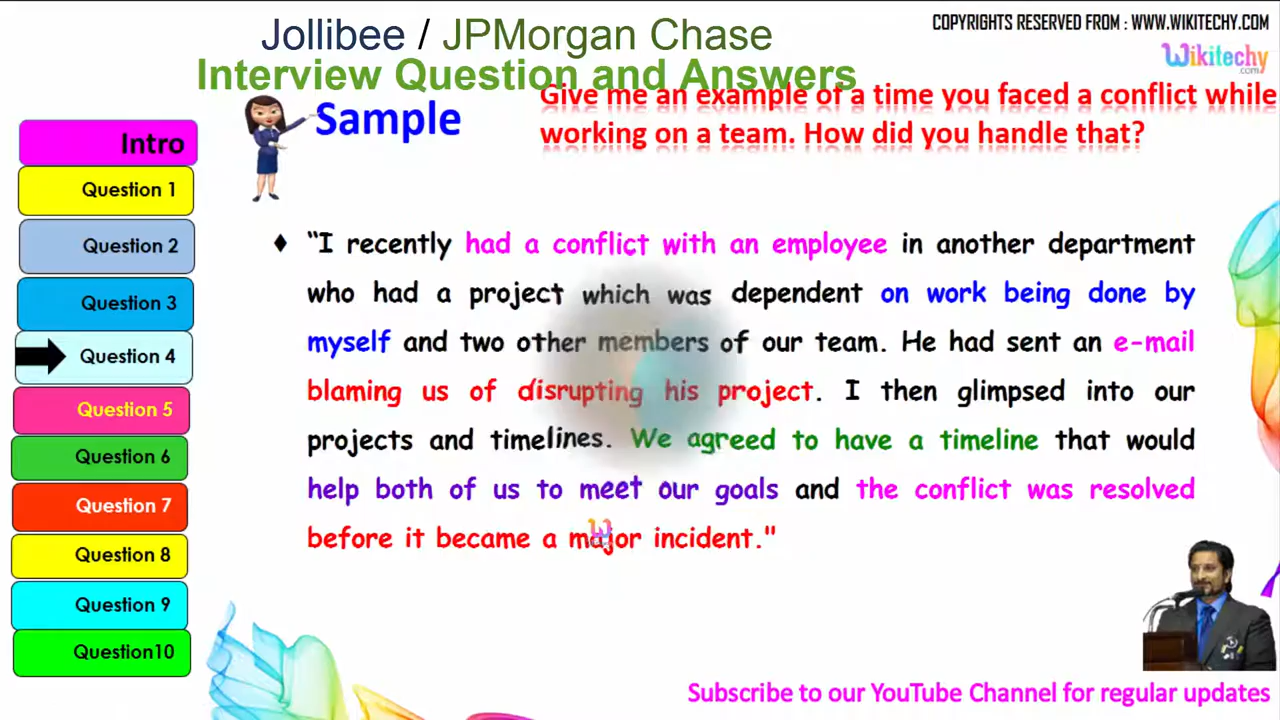 Jollibee / JPMorgan Chase
Interview Question and Answers
COPYRIGHTS RESERVED FROM : WWW.WIKITECHY.COM
Wikitechy
.com
Sample
Give me an example of a time you faced a conflict while
working on a team. How did you handle that?
Intro
Question 1
Question 2
Question 3
Question 4
Question 5
Question 6
Question 7
Question 8
Question 9
Question10
♦ "I recently had a conflict with an employee in another department
who had a project which was dependent on work being done by
myself and two other members of our team. He had sent an e-mail
blaming us of disrupting his project. I then glimpsed into our
projects and timelines. We agreed to have a timeline that would
help both of us to meet our goals and the conflict was resolved
before it became a major incident."
Subscribe to our YouTube Channel for regular updates